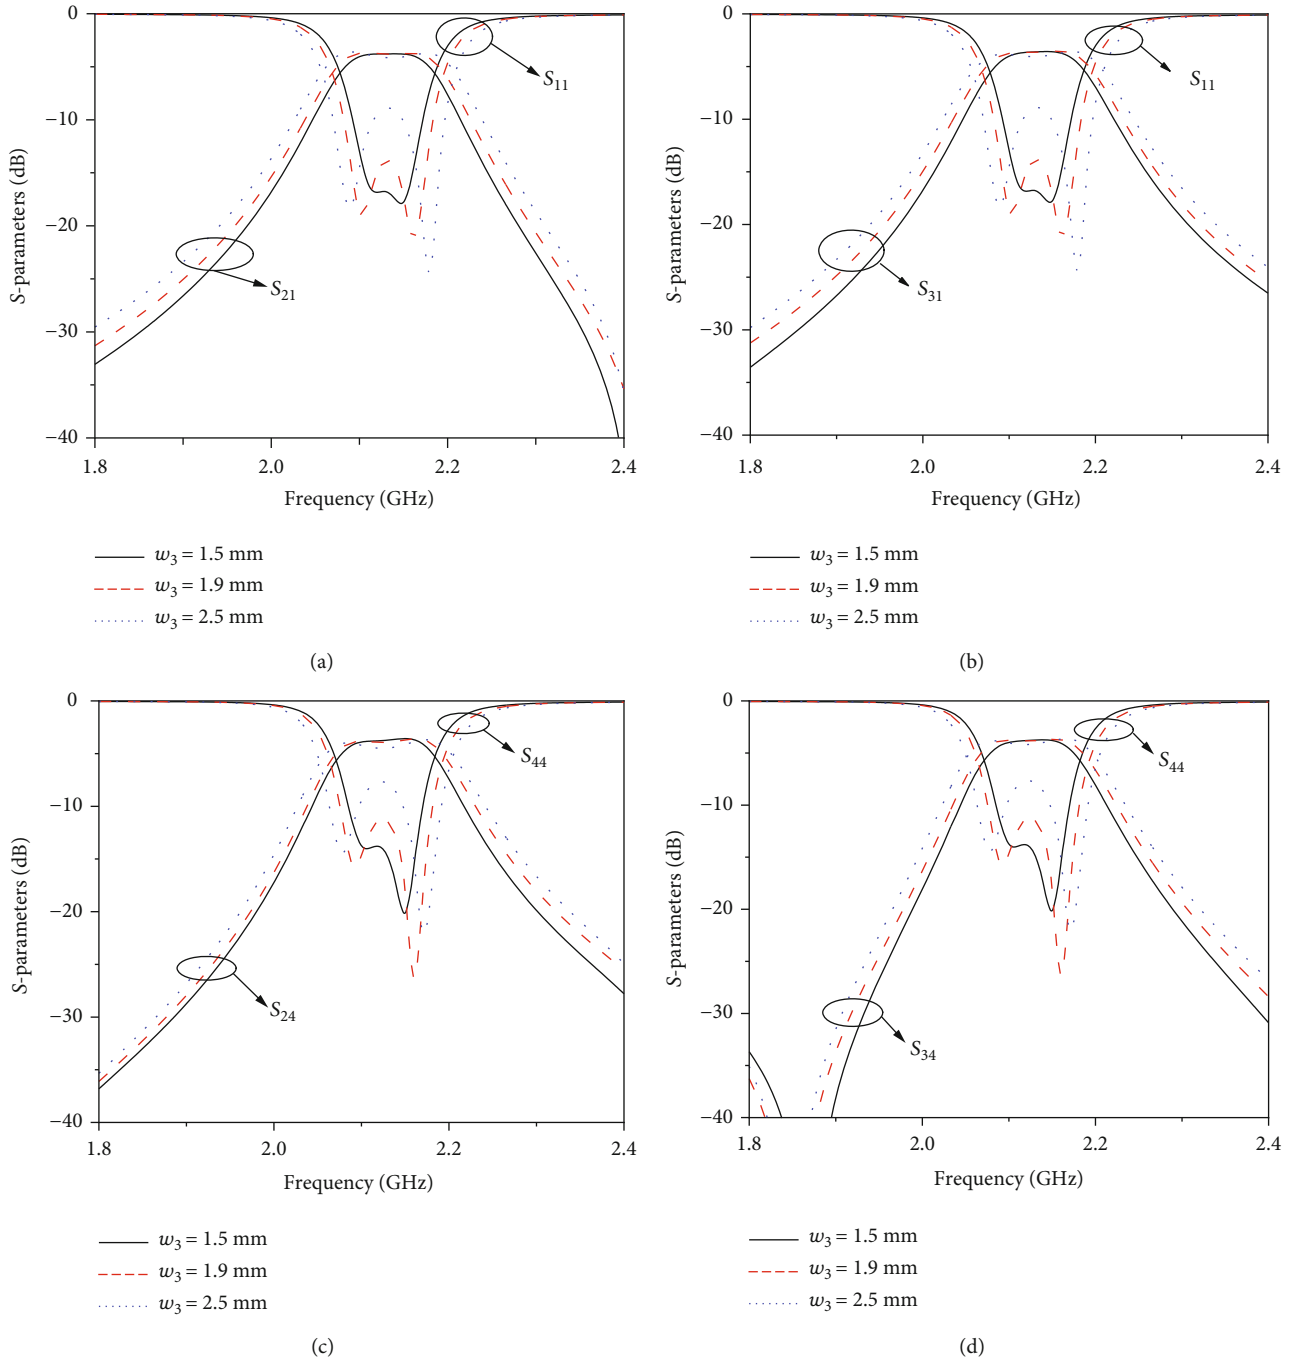 0
−10
−20
−30
−40
S-parameters (dB)
1.8
2.0
2.2
2.4
Frequency (GHz)
S11
S21
w3 = 1.5 mm
w3 = 1.9 mm
w3 = 2.5 mm
(a)
0
−10
−20
−30
−40
S-parameters (dB)
1.8
2.0
2.2
2.4
Frequency (GHz)
S11
S31
w3 = 1.5 mm
w3 = 1.9 mm
w3 = 2.5 mm
(b)
0
−10
−20
−30
−40
S-parameters (dB)
1.8
2.0
2.2
2.4
Frequency (GHz)
S44
S24
w3 = 1.5 mm
w3 = 1.9 mm
w3 = 2.5 mm
(c)
0
−10
−20
−30
−40
S-parameters (dB)
1.8
2.0
2.2
2.4
Frequency (GHz)
S44
S34
w3 = 1.5 mm
w3 = 1.9 mm
w3 = 2.5 mm
(d)